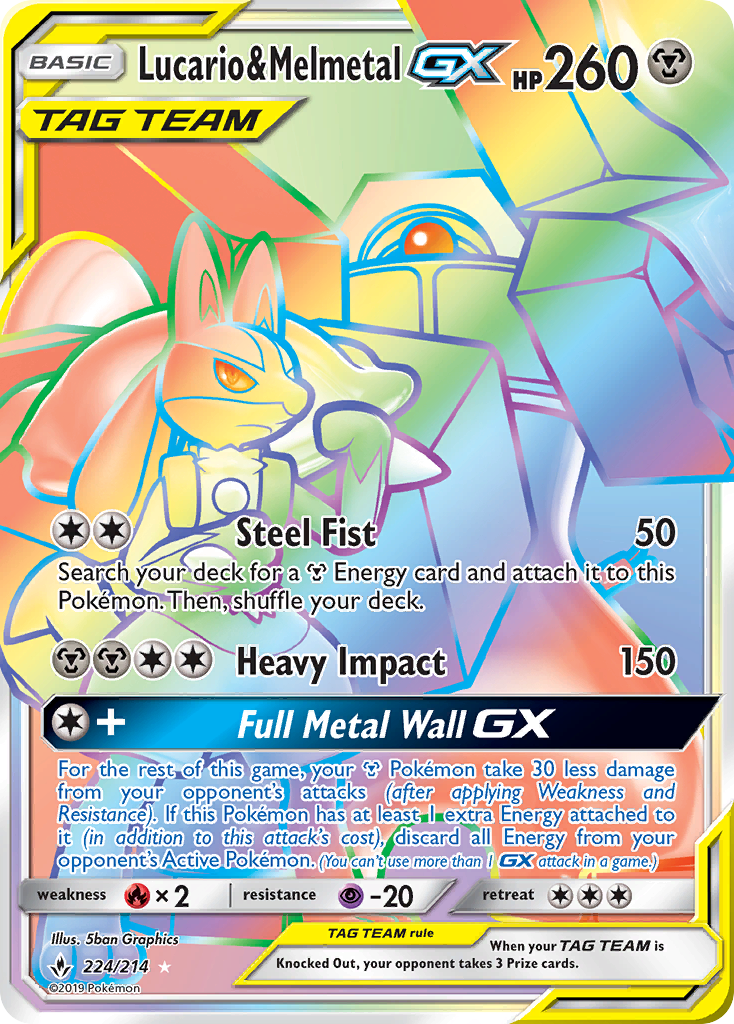 BASIC Lucario&Melmetal GX HP 260
TAG TEAM
Steel Fist 50
Search your deck for a Energy card and attach it to this
Pokémon. Then, shuffle your deck.
Heavy Impact 150
+ Full Metal Wall GX
For the rest of this game, your Pokémon take 30 less damage
from your opponent's attacks (after applying Weakness and
Resistance). If this Pokémon has at least 1 extra Energy attached to
it (in addition to this attack's cost), discard all Energy from your
opponent's Active Pokémon. (You can't use more than 1 GX attack in a game.)
weakness ×2 resistance -20 retreat
Illus. 5ban Graphics
TAG TEAM rule
When your TAG TEAM is
Knocked Out, your opponent takes 3 Prize cards.
224/214
©2019 Pokémon